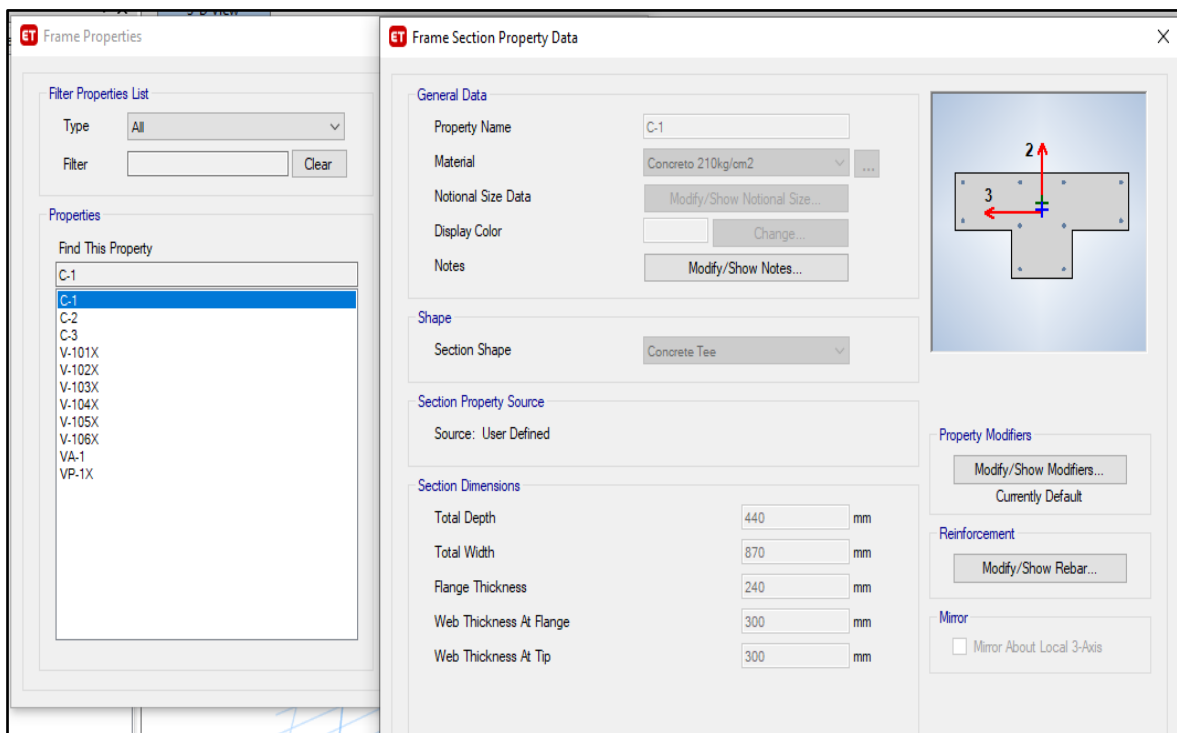 3-D View
ET Frame Properties
Filter Properties List
Type All
Filter Clear
Properties
Find This Property
C-1
C-1
C-2
C-3
V-101X
V-102X
V-103X
V-104X
V-105X
V-106X
VA-1
VP-1X
ET Frame Section Property Data
General Data
Property Name C-1
Material Concreto 210kg/cm2 ...
Notional Size Data Modify/Show Notional Size...
Display Color Change...
Notes Modify/Show Notes...
Shape
Section Shape Concrete Tee
Section Property Source
Source: User Defined
Section Dimensions
Total Depth 440 mm
Total Width 870 mm
Flange Thickness 240 mm
Web Thickness At Flange 300 mm
Web Thickness At Tip 300 mm
2
3
Property Modifiers
Modify/Show Modifiers...
Currently Default
Reinforcement
Modify/Show Rebar...
Mirror
Mirror About Local 3-Axis